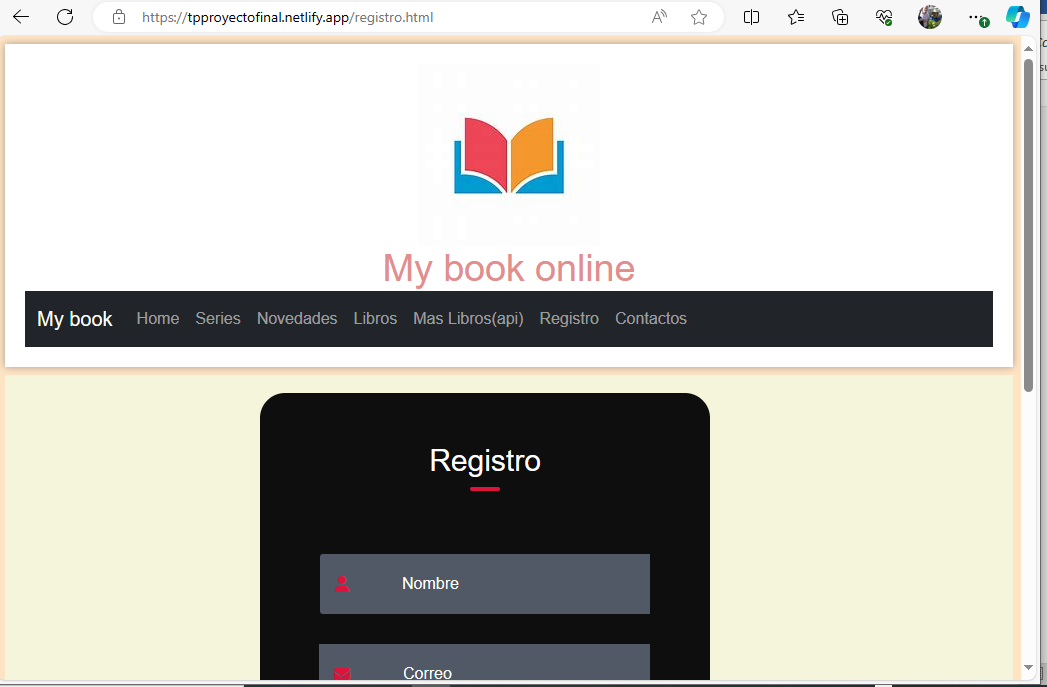 https://tpproyectofinal.netlify.app/registro.html
My book online
My book Home Series Novedades Libros Mas Libros(api) Registro Contactos
Registro
Nombre
Correo